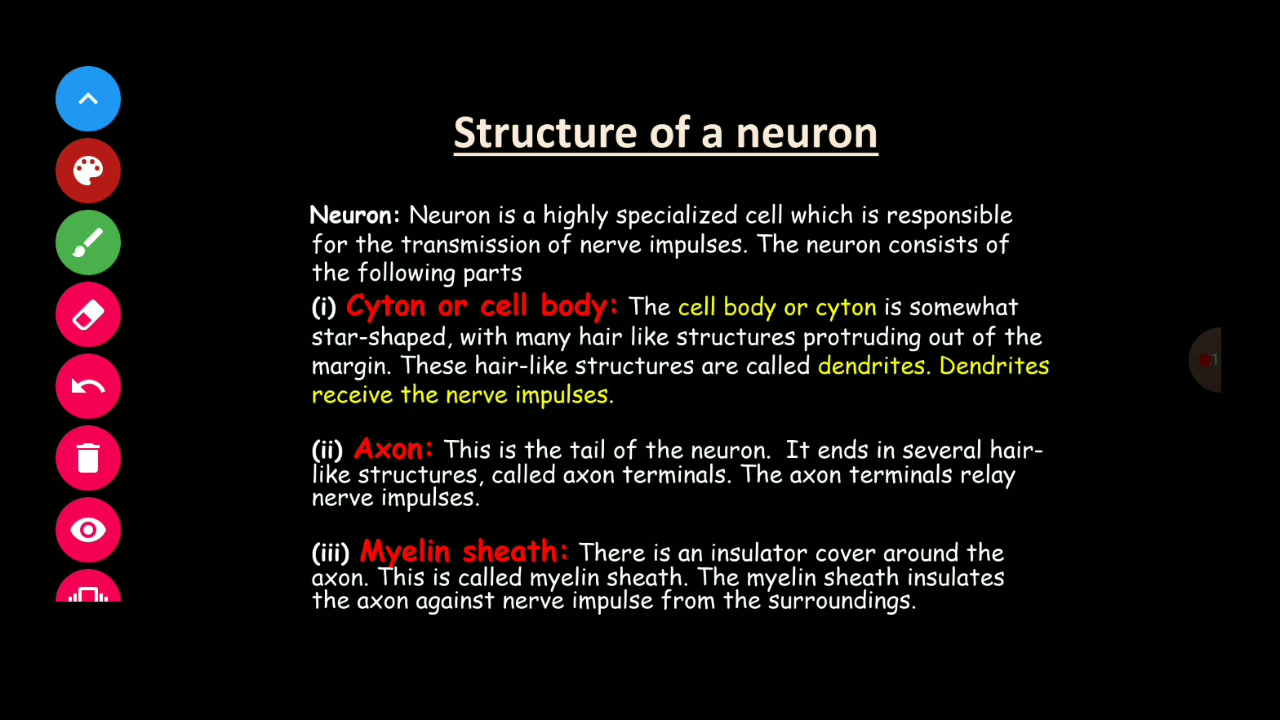 Structure of a neuron
Neuron: Neuron is a highly specialized cell which is responsible
for the transmission of nerve impulses. The neuron consists of
the following parts
(i) Cyton or cell body: The cell body or cyton is somewhat
star-shaped, with many hair like structures protruding out of the
margin. These hair-like structures are called dendrites. Dendrites
receive the nerve impulses.
(ii) Axon: This is the tail of the neuron. It ends in several hair-
like structures, called axon terminals. The axon terminals relay
nerve impulses.
(iii) Myelin sheath: There is an insulator cover around the
axon. This is called myelin sheath. The myelin sheath insulates
the axon against nerve impulse from the surroundings.